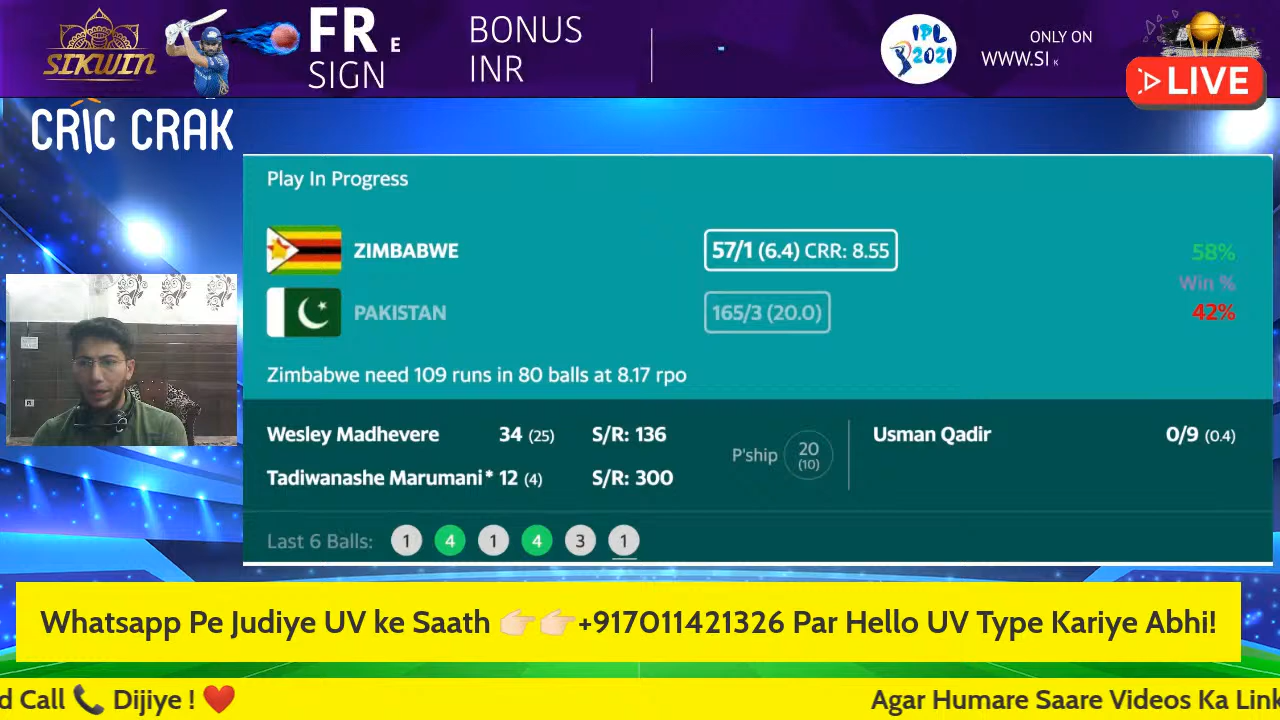 SIKWIN
FR E
SIGN
BONUS
INR
IPL
2021
ONLY ON
WWW.SI K
LIVE
CRIC CRAK
Play In Progress
ZIMBABWE
57/1 (6.4) CRR: 8.55
58%
Win %
PAKISTAN
165/3 (20.0)
42%
Zimbabwe need 109 runs in 80 balls at 8.17 rpo
Wesley Madhevere 34 (25) S/R: 136
Tadiwanashe Marumani* 12 (4) S/R: 300
P'ship 20 (10)
Usman Qadir 0/9 (0.4)
Last 6 Balls: 1 4 1 4 3 1
Whatsapp Pe Judiye UV ke Saath 👉🏻👉🏻+917011421326 Par Hello UV Type Kariye Abhi!
d Call 📞 Dijiye ! ❤️ Agar Humare Saare Videos Ka Link